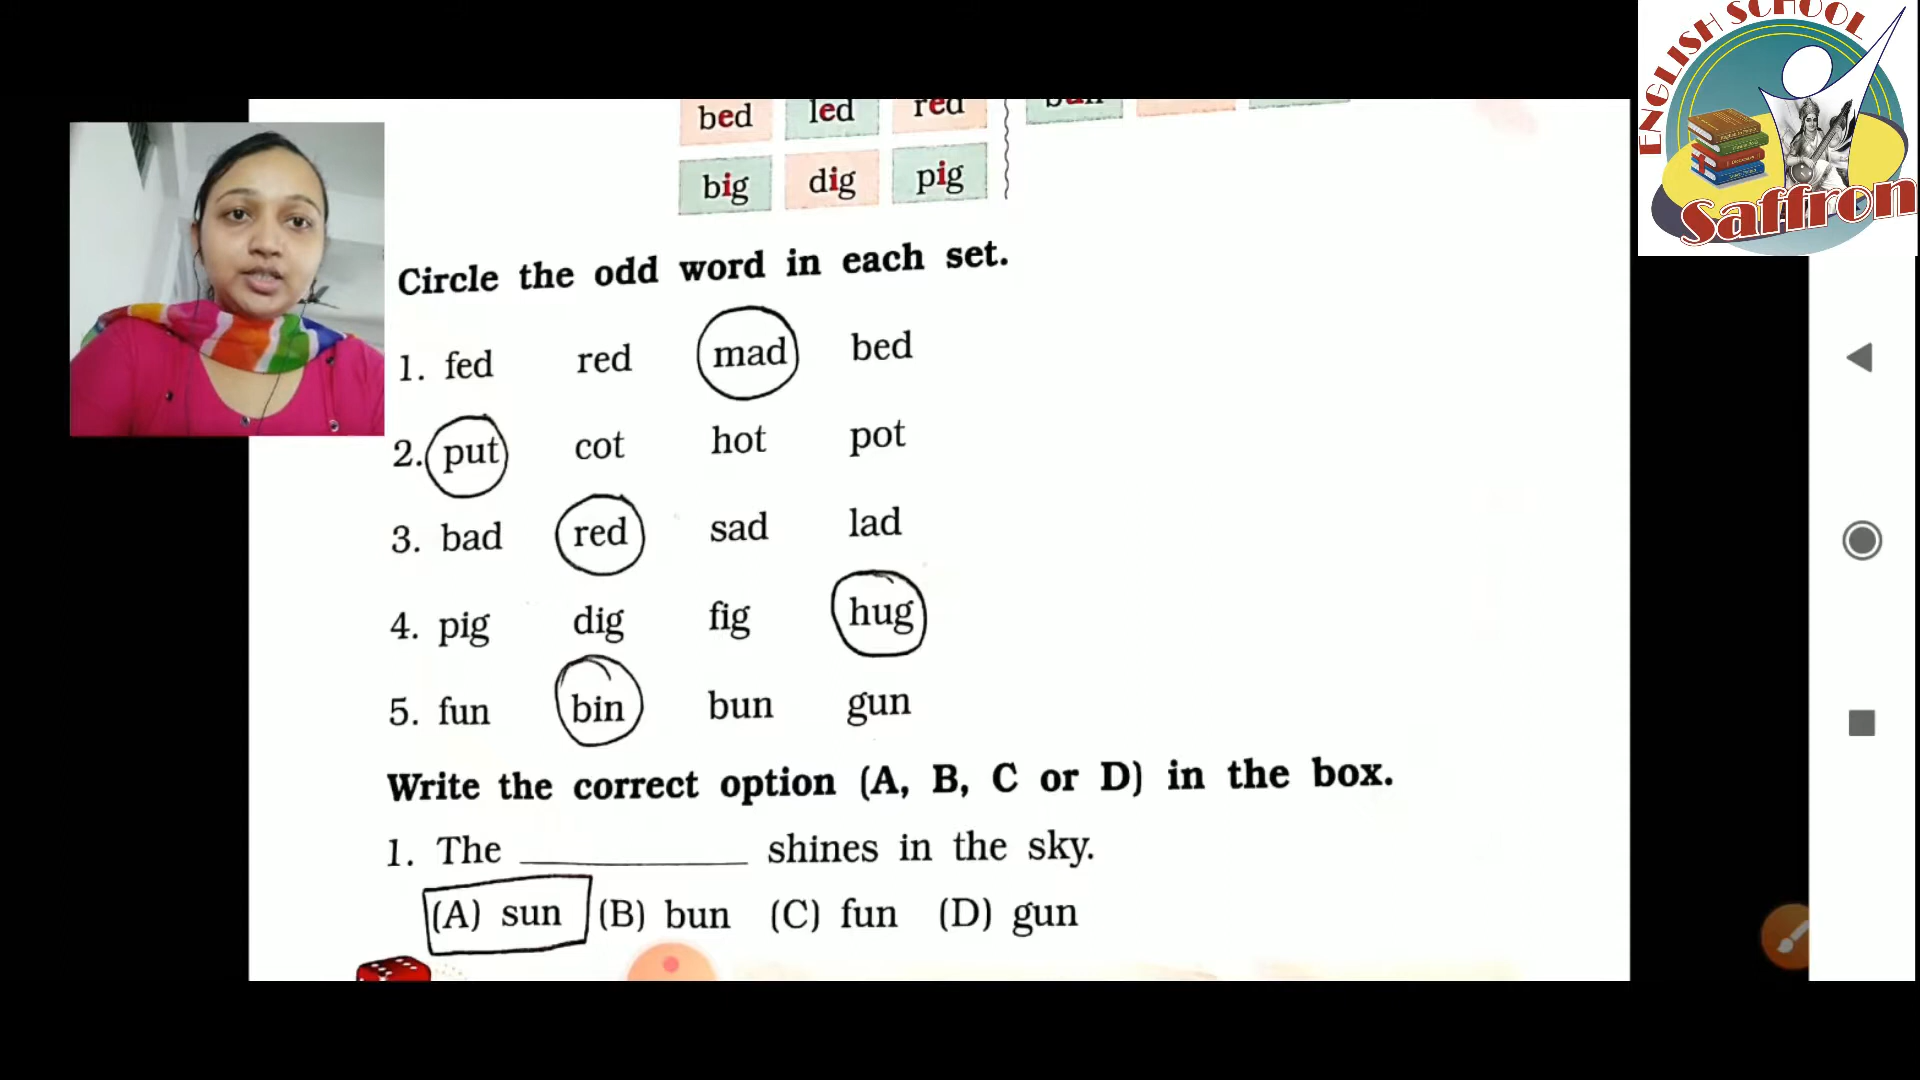 ENGLISH SCHOOL
Saffron
bed led red
big dig pig
Circle the odd word in each set.
1. fed red mad bed
2. put cot hot pot
3. bad red sad lad
4. pig dig fig hug
5. fun bin bun gun
Write the correct option (A, B, C or D) in the box.
1. The ____________ shines in the sky.
(A) sun (B) bun (C) fun (D) gun